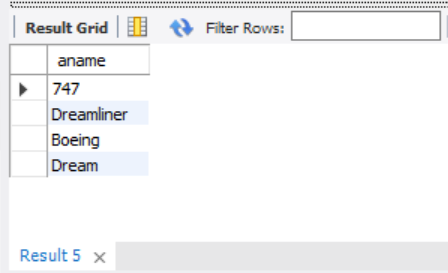 Result Grid Filter Rows:
aname
747
Dreamliner
Boeing
Dream
Result 5 ×